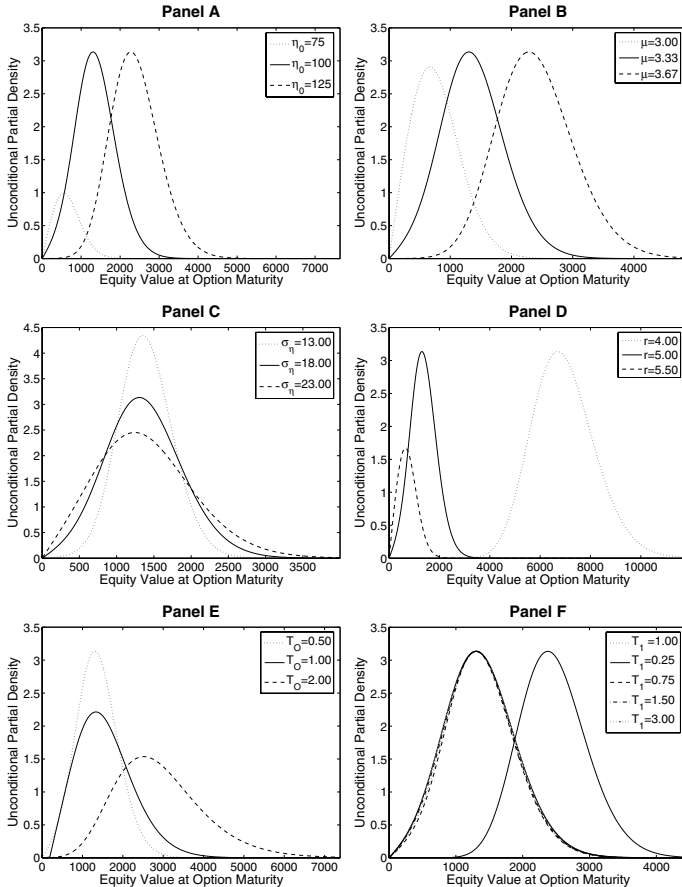 Panel A
Unconditional Partial Density
3.5
3
2.5
2
1.5
1
0.5
0
0 1000 2000 3000 4000 5000 6000 7000
Equity Value at Option Maturity
η0=75
η0=100
η0=125
Panel B
Unconditional Partial Density
3.5
3
2.5
2
1.5
1
0.5
0
0 1000 2000 3000 4000
Equity Value at Option Maturity
μ=3.00
μ=3.33
μ=3.67
Panel C
Unconditional Partial Density
4.5
4
3.5
3
2.5
2
1.5
1
0.5
0
0 500 1000 1500 2000 2500 3000 3500
Equity Value at Option Maturity
ση=13.00
ση=18.00
ση=23.00
Panel D
Unconditional Partial Density
3.5
3
2.5
2
1.5
1
0.5
0
0 2000 4000 6000 8000 10000
Equity Value at Option Maturity
r=4.00
r=5.00
r=5.50
Panel E
Unconditional Partial Density
3.5
3
2.5
2
1.5
1
0.5
0
0 1000 2000 3000 4000 5000 6000 7000
Equity Value at Option Maturity
TO=0.50
TO=1.00
TO=2.00
Panel F
Unconditional Partial Density
3.5
3
2.5
2
1.5
1
0.5
0
0 1000 2000 3000 4000
Equity Value at Option Maturity
T1=1.00
T1=0.25
T1=0.75
T1=1.50
T1=3.00